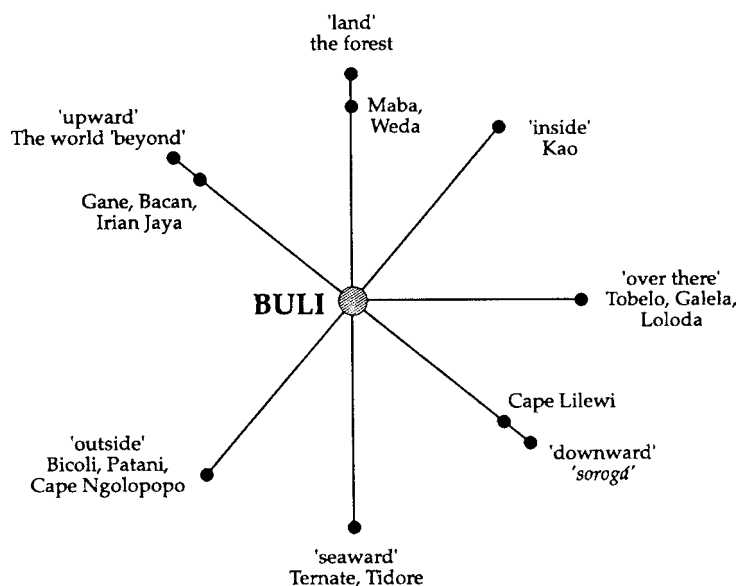 'land'
the forest
Maba,
Weda
'upward'
The world 'beyond'
Gane, Bacan,
Irian Jaya
'inside'
Kao
'over there'
Tobelo, Galela,
Loloda
BULI
Cape Lilewi
'downward'
'sorogá'
'outside'
Bicoli, Patani,
Cape Ngolopopo
'seaward'
Ternate, Tidore